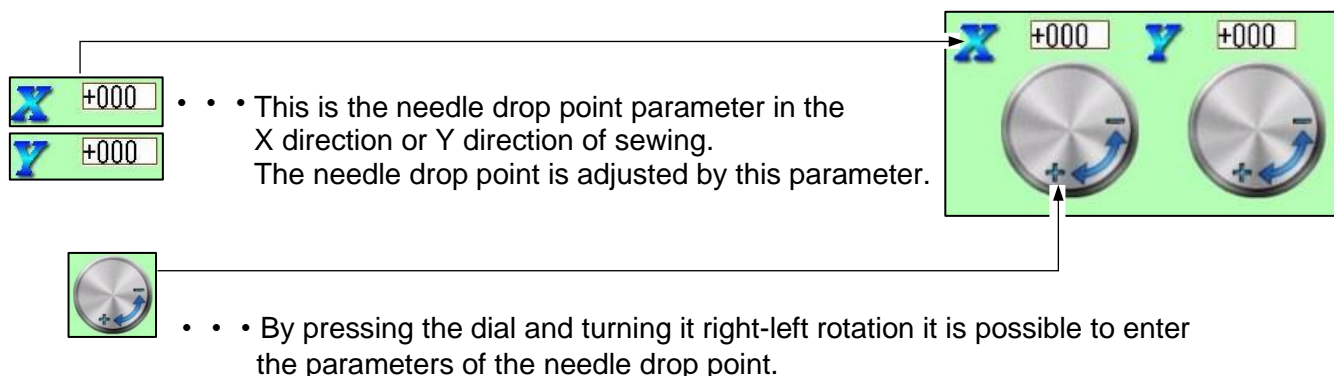 X +000 Y +000
X +000 • • • This is the needle drop point parameter in the
Y +000 X direction or Y direction of sewing.
The needle drop point is adjusted by this parameter.
- + - +
- +
• • • By pressing the dial and turning it right-left rotation it is possible to enter
the parameters of the needle drop point.